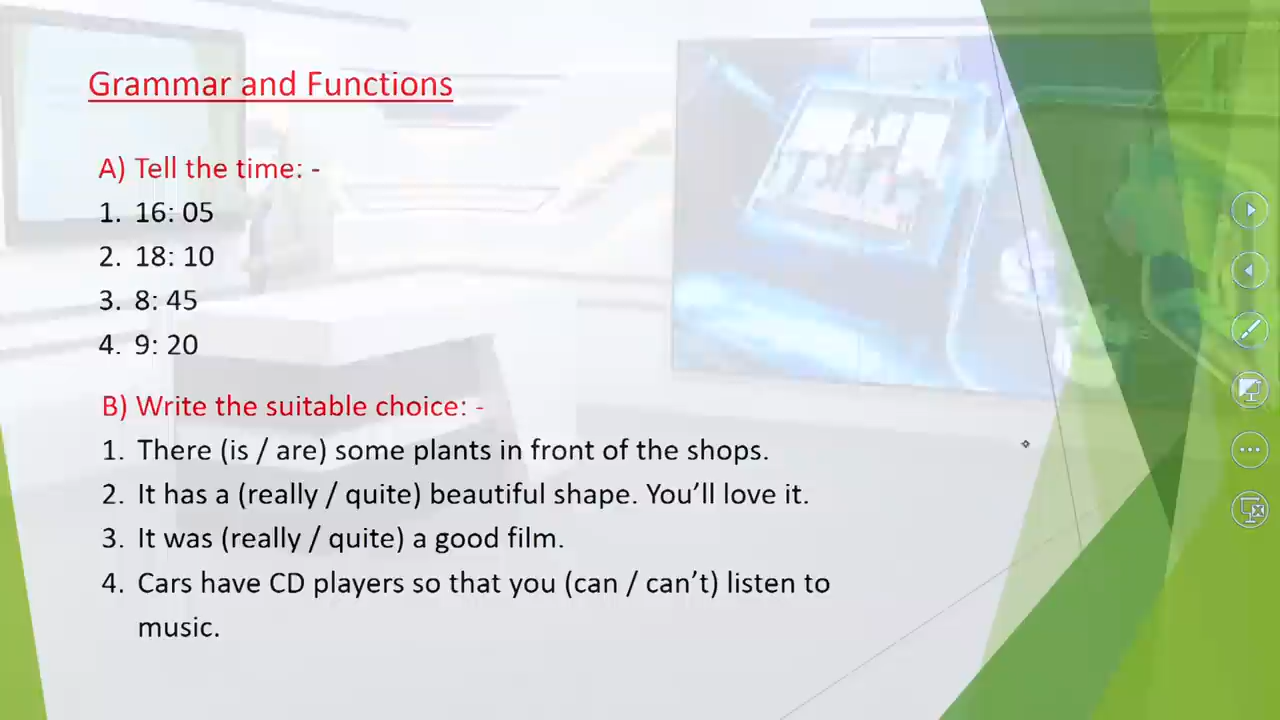 Grammar and Functions
A) Tell the time: -
1. 16: 05
2. 18: 10
3. 8: 45
4. 9: 20
B) Write the suitable choice: -
1. There (is / are) some plants in front of the shops.
2. It has a (really / quite) beautiful shape. You’ll love it.
3. It was (really / quite) a good film.
4. Cars have CD players so that you (can / can’t) listen to
music.